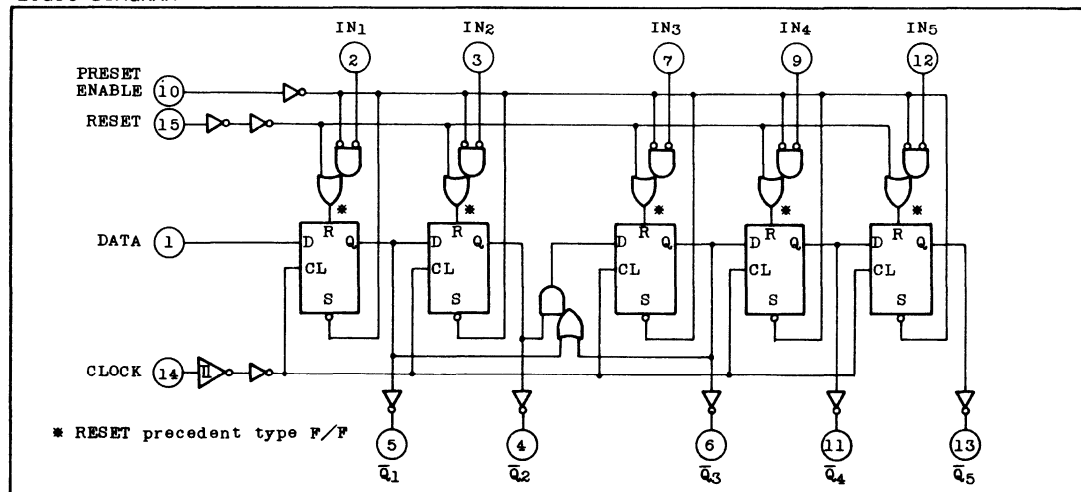 IN1 IN2 IN3 IN4 IN5
2 3 7 9 12
PRESET
ENABLE 10
RESET 15
* * * * *
R R R R R
DATA 1 D Q D Q D Q D Q D Q
CL CL CL CL CL
S S S S S
CLOCK 14 II
* RESET precedent type F/F
5 4 6 11 13
Q̅1 Q̅2 Q̅3 Q̅4 Q̅5